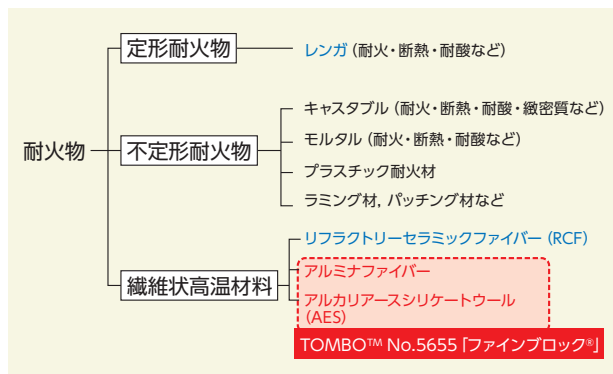 定形耐火物
レンガ (耐火・断熱・耐酸など)
耐火物
不定形耐火物
キャスタブル (耐火・断熱・耐酸・緻密質など)
モルタル (耐火・断熱・耐酸など)
プラスチック耐火材
ラミング材, パッチング材など
繊維状高温材料
リフラクトリーセラミックファイバー (RCF)
アルミナファイバー
アルカリアースシリケートウール
(AES)
TOMBO™ No.5655「ファインブロック®」